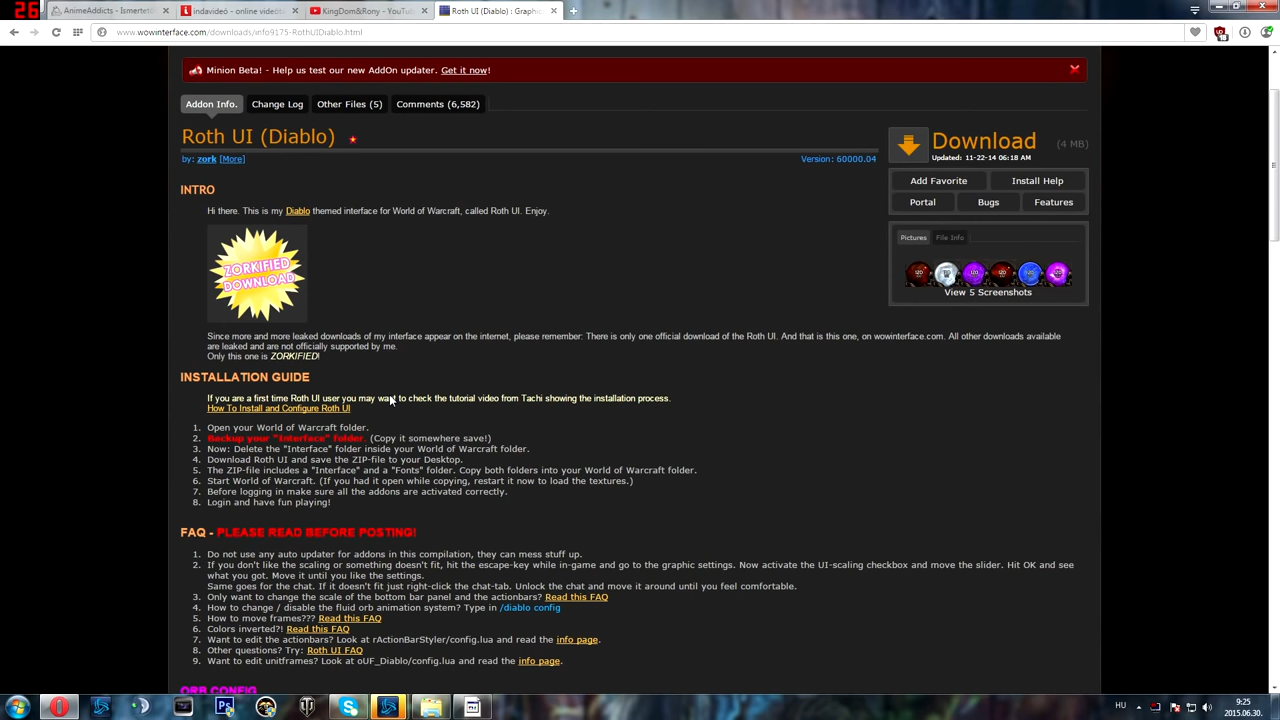 26
AnimeAddicts - Ismertető
indavideó - online videótá
KingDom&Rony - YouTu
Roth UI (Diablo) : Graphic
www.wowinterface.com/downloads/info9175-RothUIDiablo.html
18
Minion Beta! - Help us test our new AddOn updater. Get it now!
Addon Info.
Change Log
Other Files (5)
Comments (6,582)
Roth UI (Diablo)
by: zork [More]
Version: 60000.04
Download
(4 MB)
Updated: 11-22-14 06:18 AM
Add Favorite
Install Help
Portal
Bugs
Features
Pictures
File Info
View 5 Screenshots
INTRO
Hi there. This is my Diablo themed interface for World of Warcraft, called Roth UI. Enjoy.
ZORKIFIED
DOWNLOAD
Since more and more leaked downloads of my interface appear on the internet, please remember: There is only one official download of the Roth UI. And that is this one, on wowinterface.com. All other downloads available
are leaked and are not officially supported by me.
Only this one is ZORKIFIED!
INSTALLATION GUIDE
If you are a first time Roth UI user you may want to check the tutorial video from Tachi showing the installation process.
How To Install and Configure Roth UI
1. Open your World of Warcraft folder.
2. Backup your "Interface" folder. (Copy it somewhere save!)
3. Now: Delete the "Interface" folder inside your World of Warcraft folder.
4. Download Roth UI and save the ZIP-file to your Desktop.
5. The ZIP-file includes a "Interface" and a "Fonts" folder. Copy both folders into your World of Warcraft folder.
6. Start World of Warcraft. (If you had it open while copying, restart it now to load the textures.)
7. Before logging in make sure all the addons are activated correctly.
8. Login and have fun playing!
FAQ - PLEASE READ BEFORE POSTING!
1. Do not use any auto updater for addons in this compilation, they can mess stuff up.
2. If you don't like the scaling or something doesn't fit, hit the escape-key while in-game and go to the graphic settings. Now activate the UI-scaling checkbox and move the slider. Hit OK and see
what you got. Move it until you like the settings.
Same goes for the chat. If it doesn't fit just right-click the chat-tab. Unlock the chat and move it around until you feel comfortable.
3. Only want to change the scale of the bottom bar panel and the actionbars? Read this FAQ
4. How to change / disable the fluid orb animation system? Type in /diablo config
5. How to move frames??? Read this FAQ
6. Colors inverted?! Read this FAQ
7. Want to edit the actionbars? Look at rActionBarStyler/config.lua and read the info page.
8. Other questions? Try: Roth UI FAQ
9. Want to edit unitframes? Look at oUF_Diablo/config.lua and read the info page.
ORB CONFIG
HU
9:25
2015.06.30.